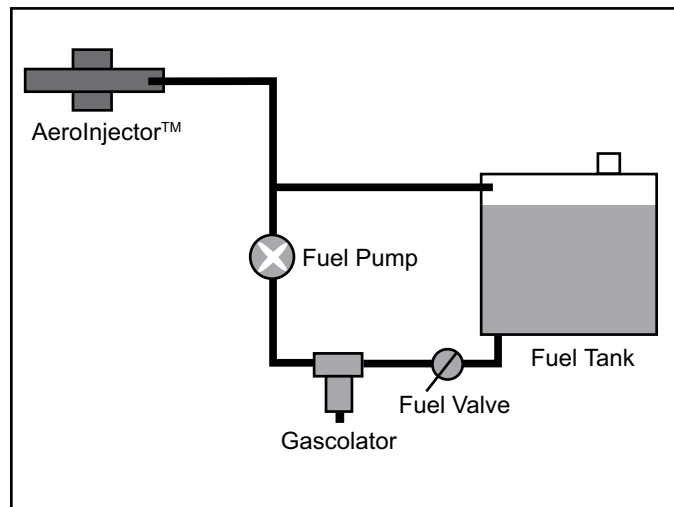 AeroInjector™
Fuel Pump
Fuel Tank
Fuel Valve
Gascolator